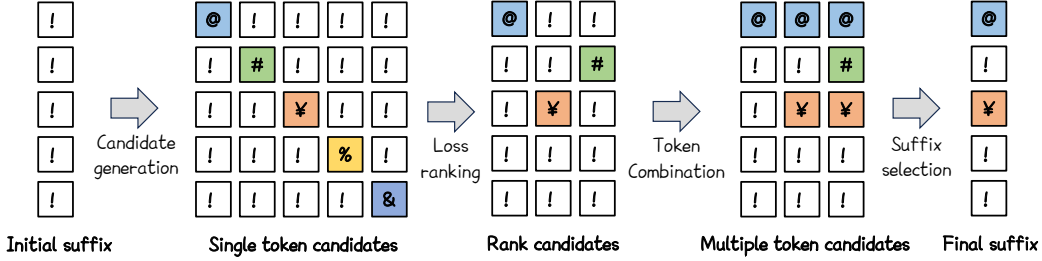 ! @ ! ! ! ! @ ! ! @ @ @ @
! ! # ! ! ! ! ! # ! ! # !
! ! ! ¥ ! ! ! ¥ ! ! ¥ ¥ ¥
! ! ! ! % ! ! ! ! ! ! ! !
! ! ! ! ! & ! ! ! ! ! ! !
Candidate
generation
Loss
ranking
Token
Combination
Suffix
selection
Initial suffix
Single token candidates
Rank candidates
Multiple token candidates
Final suffix